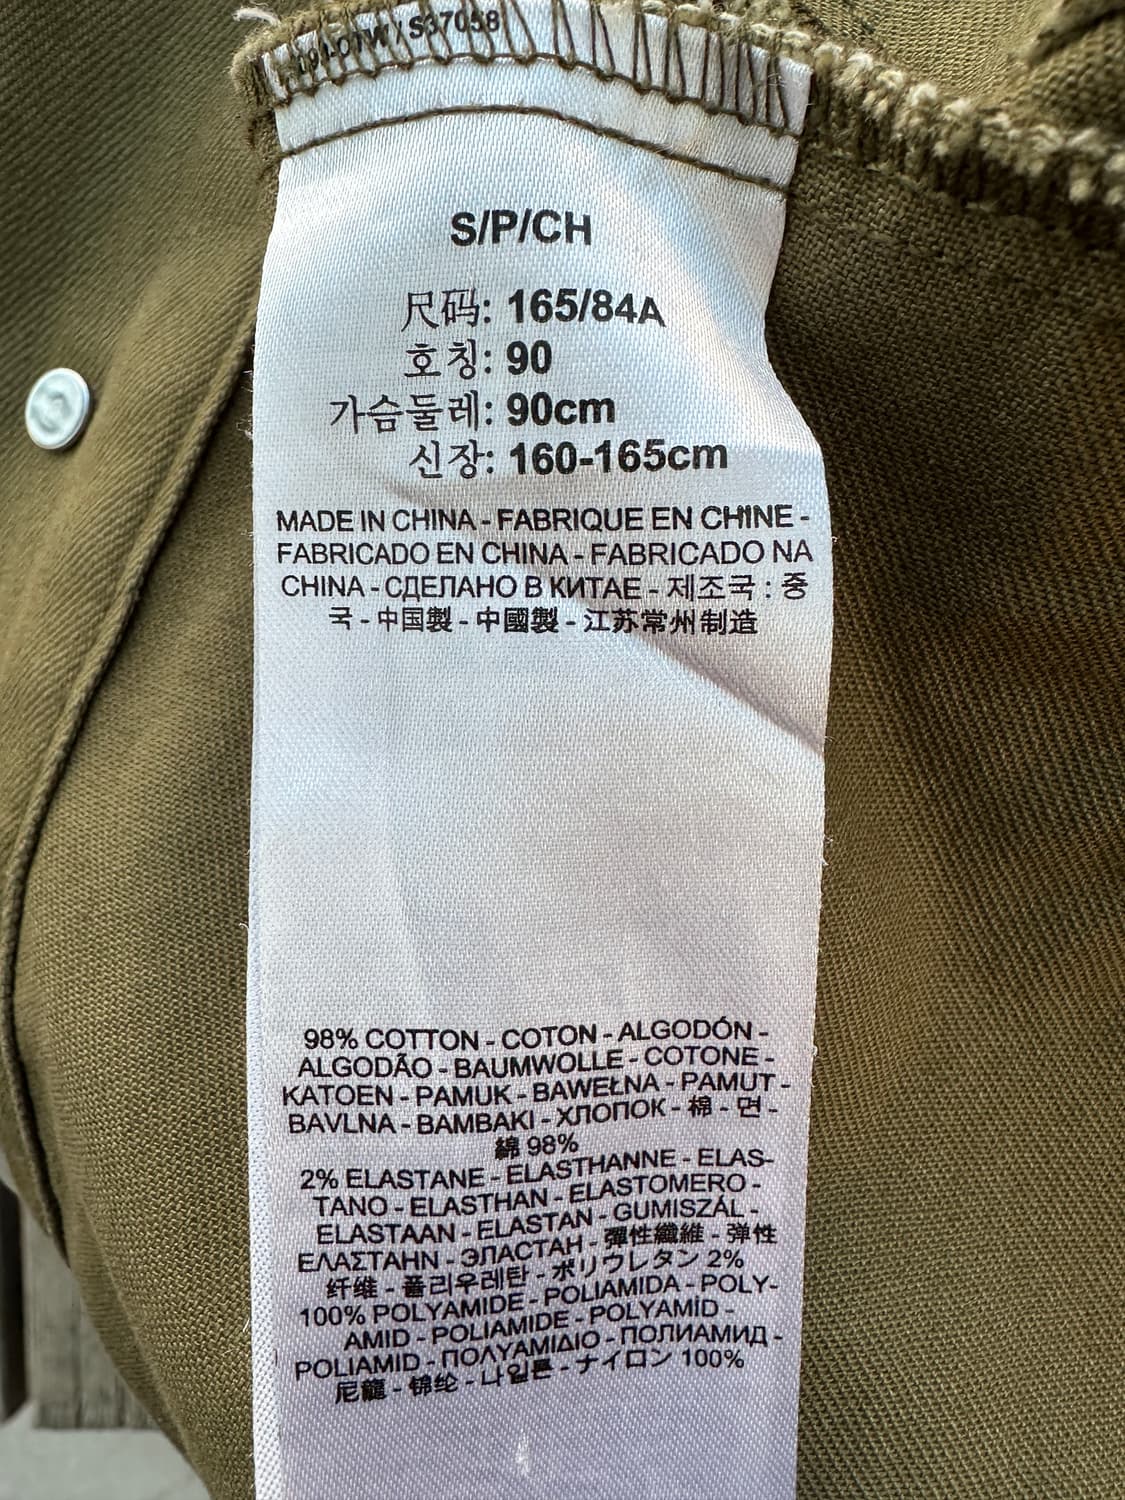 S37058
S/P/CH
尺码: 165/84A
호칭: 90
가슴둘레: 90cm
신장: 160-165cm
MADE IN CHINA - FABRIQUE EN CHINE -
FABRICADO EN CHINA - FABRICADO NA
CHINA - СДЕЛАНО В КИТАЕ - 제조국 : 중
국 - 中国製 - 中國製 - 江苏常州制造
98% COTTON - COTON - ALGODÓN -
ALGODÃO - BAUMWOLLE - COTONE -
KATOEN - PAMUK - BAWEŁNA - PAMUT -
BAVLNA - BAMBAKI - ХЛОПОК - 棉 - 면 -
綿 98%
2% ELASTANE - ELASTHANNE - ELAS-
TANO - ELASTHAN - ELASTOMERO -
ELASTAAN - ELASTAN - GUMISZÁL -
ΕΛΑΣΤΑΗΝ - ЭЛАСТАН - 彈性纖維 - 弹性
纤维 - 폴리우레탄 - ポリウレタン 2%
100% POLYAMIDE - POLIAMIDA - POLY-
AMID - POLIAMIDE - POLYAMÍD -
POLIAMID - ΠΟΛΥΑΜΙΔΙΟ - ПОЛИАМИД -
尼龍 - 锦纶 - 나일론 - ナイロン 100%